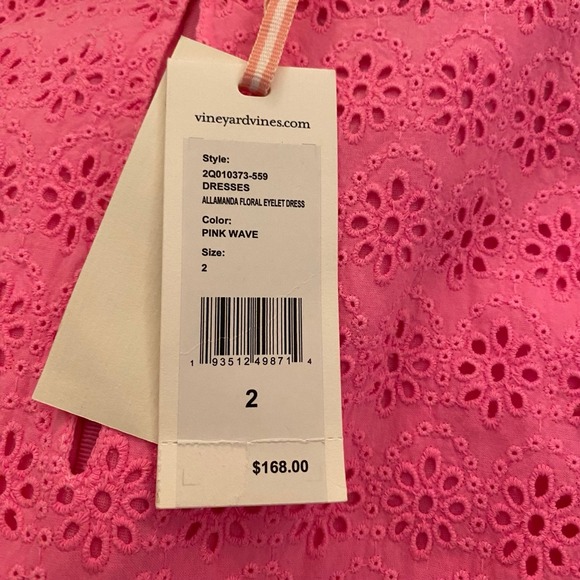 vineyardvines.com
Style:
2Q010373-559
DRESSES
ALLAMANDA FLORAL EYELET DRESS
Color:
PINK WAVE
Size:
2
1 93512 49871 4
2
$168.00